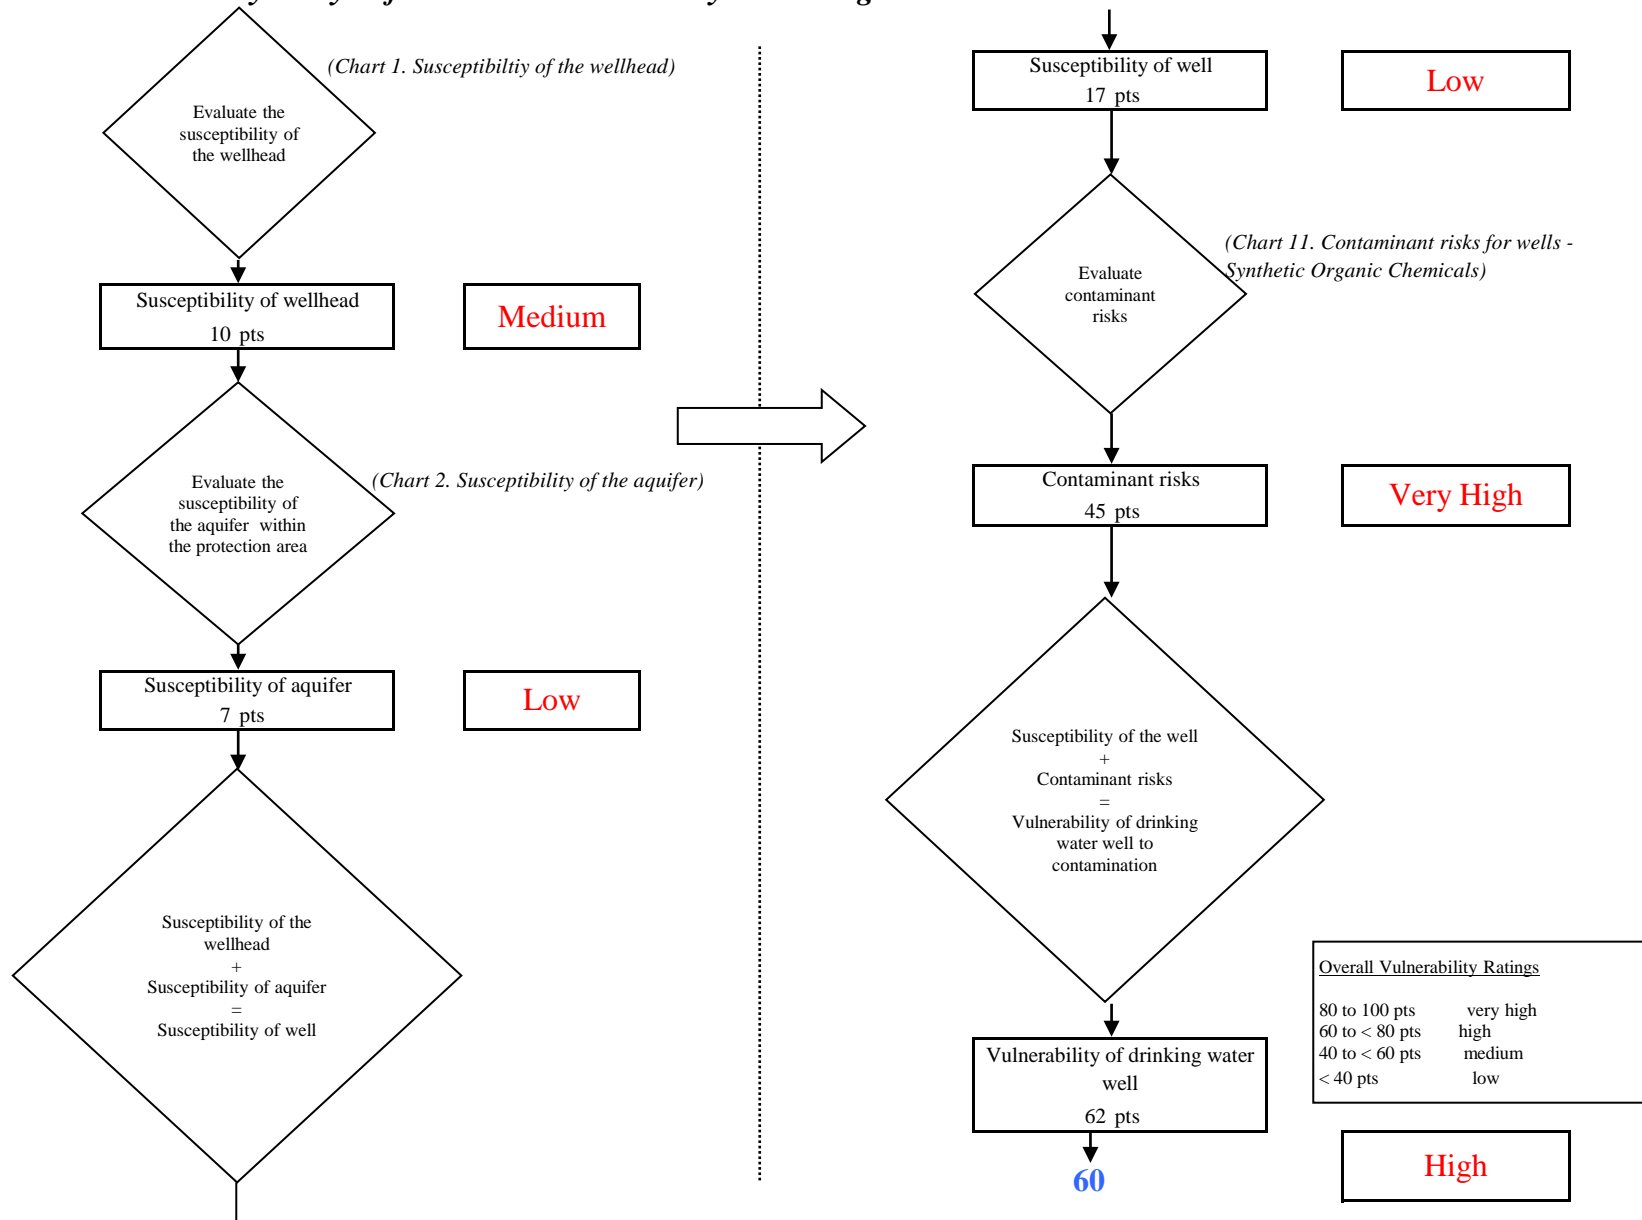 (Chart 1. Susceptibiltiy of the wellhead)
Evaluate the
susceptibility of
the wellhead
Susceptibility of wellhead
10 pts
Medium
(Chart 2. Susceptibility of the aquifer)
Evaluate the
susceptibility of
the aquifer within
the protection area
Susceptibility of aquifer
7 pts
Low
Susceptibility of the
wellhead
+
Susceptibility of aquifer
=
Susceptibility of well
Susceptibility of well
17 pts
Low
(Chart 11. Contaminant risks for wells -
Synthetic Organic Chemicals)
Evaluate
contaminant
risks
Contaminant risks
45 pts
Very High
Susceptibility of the well
+
Contaminant risks
=
Vulnerability of drinking
water well to
contamination
Overall Vulnerability Ratings
80 to 100 pts very high
60 to < 80 pts high
40 to < 60 pts medium
< 40 pts low
Vulnerability of drinking water
well
62 pts
60
High